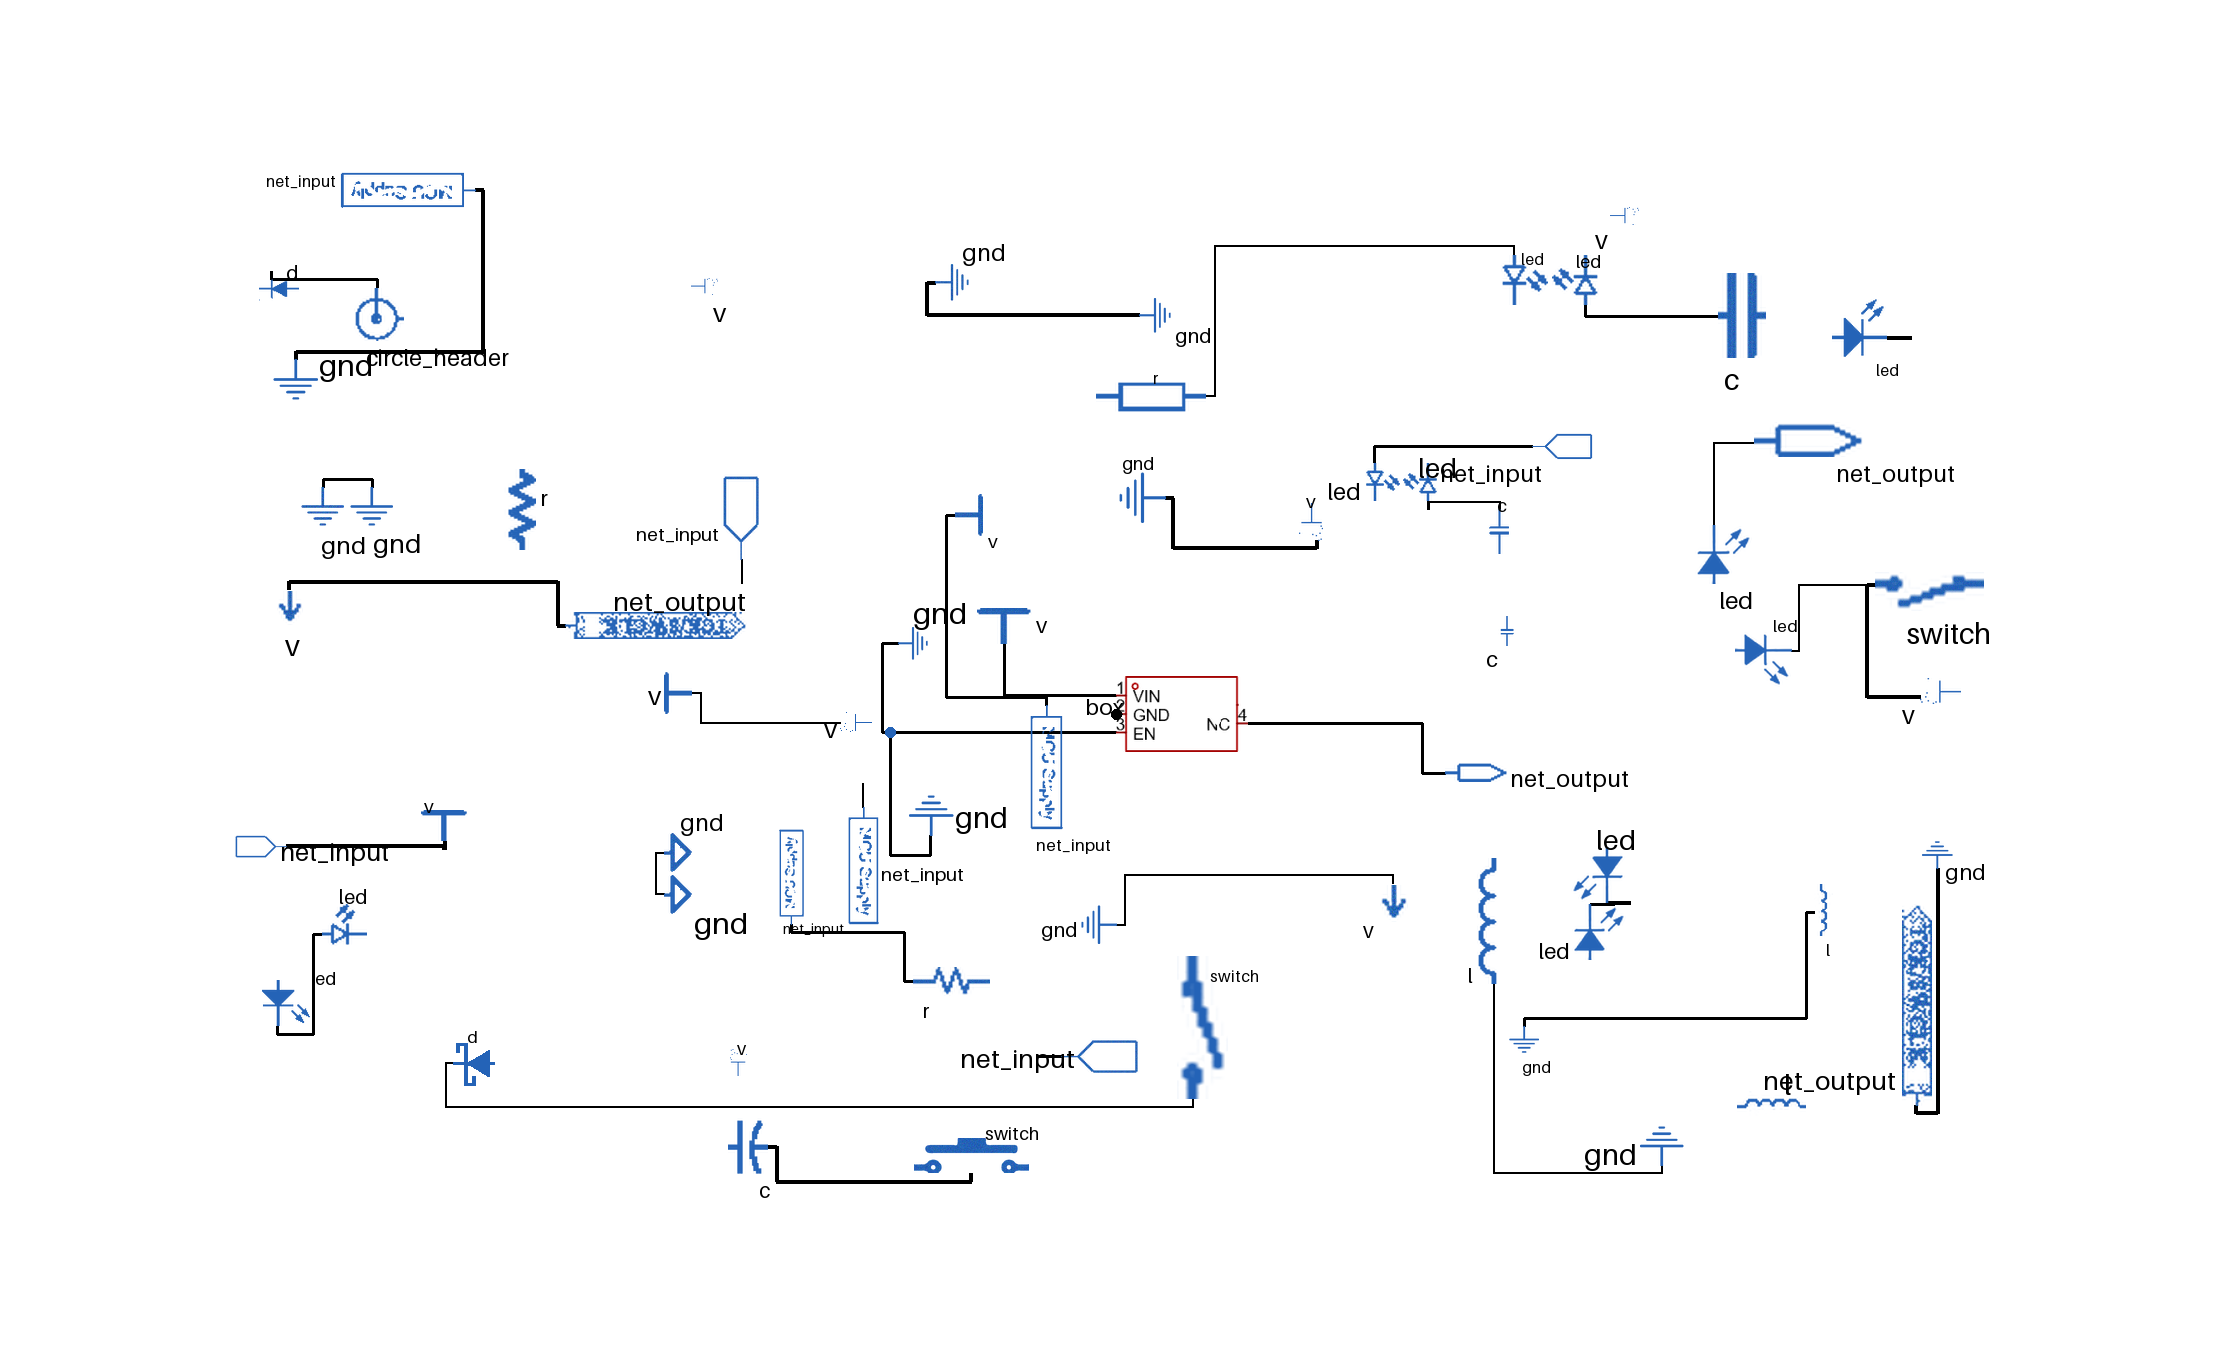 net_input
v
gnd
led
led
d
v
gnd
r
circle_header
gnd
led
c
gnd
led
net_input
net_output
led
r
v
c
net_input
v
gnd gnd
net_output
gnd
v
led
v
led
switch
v
c
v
1
VIN
box
2
GND
3
EN
NC
4
v
v
net_output
v
gnd
gnd
net_input
net_input
net_input
led
gnd
led
gnd
net_input
gnd
v
led
l
l
switch
ed
r
d
v
net_input
gnd
net_output
l
switch
gnd
c